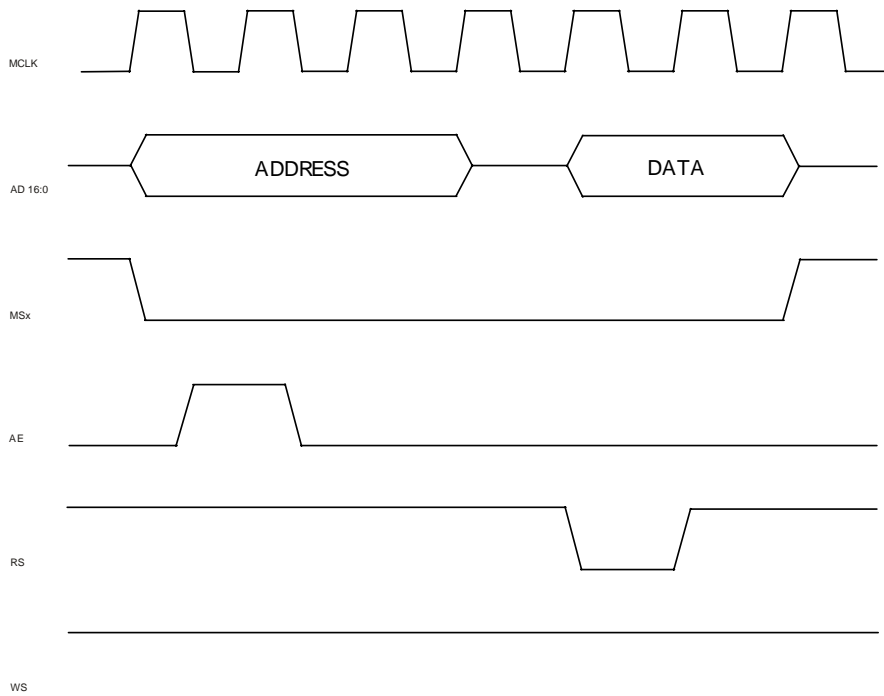 MCLK
ADDRESS
DATA
AD 16:0
MSx
AE
RS
WS